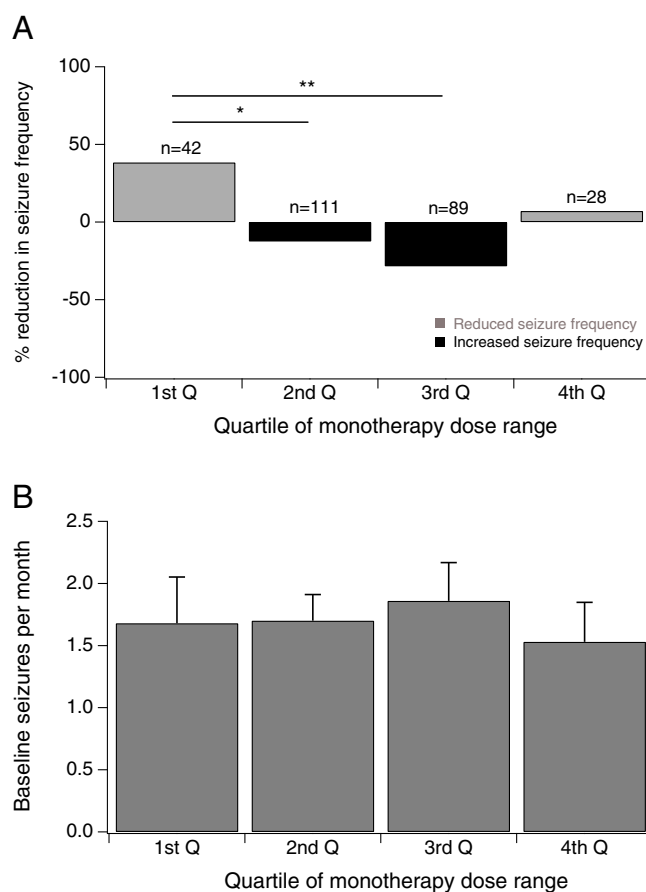 A
% reduction in seizure frequency
100
50
0
-50
-100
**
*
n=42
n=111
n=89
n=28
Reduced seizure frequency
Increased seizure frequency
1st Q
2nd Q
3rd Q
4th Q
Quartile of monotherapy dose range
B
Baseline seizures per month
2.5
2.0
1.5
1.0
0.5
0.0
1st Q
2nd Q
3rd Q
4th Q
Quartile of monotherapy dose range